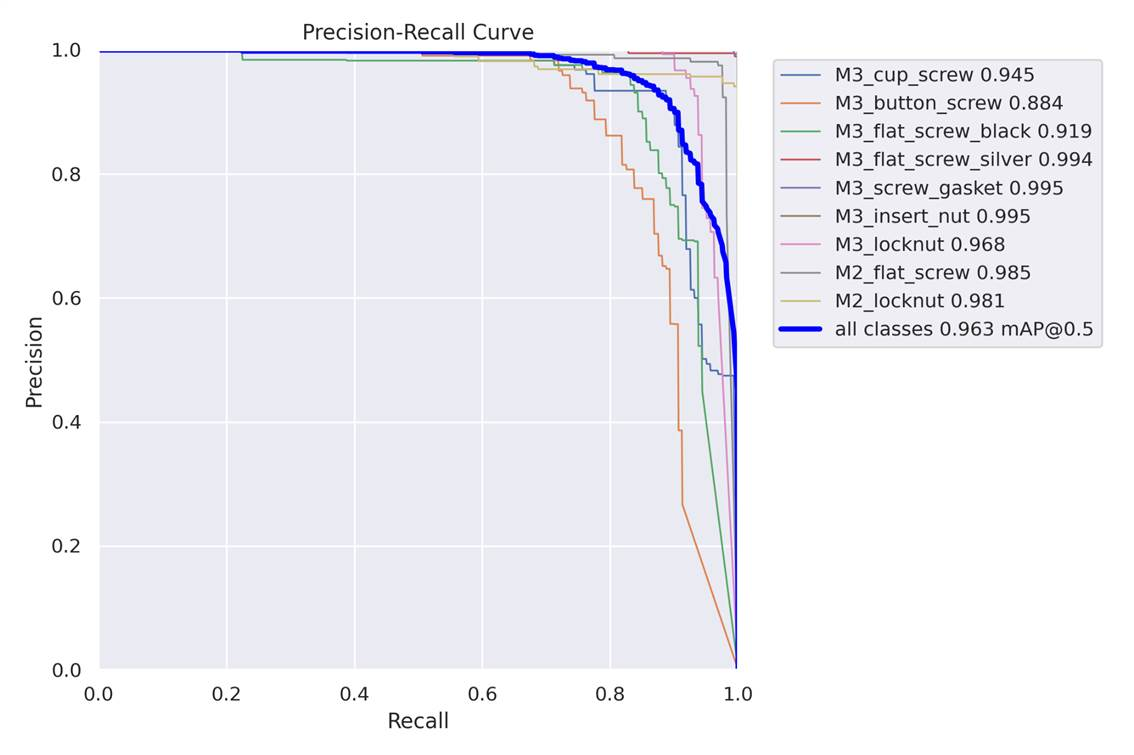 Precision-Recall Curve
1.0
0.8
0.6
0.4
0.2
0.0
Precision
0.0 0.2 0.4 0.6 0.8 1.0
Recall
M3_cup_screw 0.945
M3_button_screw 0.884
M3_flat_screw_black 0.919
M3_flat_screw_silver 0.994
M3_screw_gasket 0.995
M3_insert_nut 0.995
M3_locknut 0.968
M2_flat_screw 0.985
M2_locknut 0.981
all classes 0.963 mAP@0.5